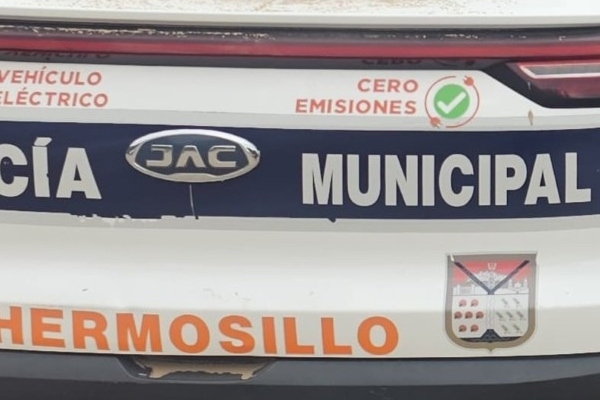 VEHÍCULO
ELÉCTRICO
CERO
EMISIONES
CÍA JAC MUNICIPAL
HERMOSILLO